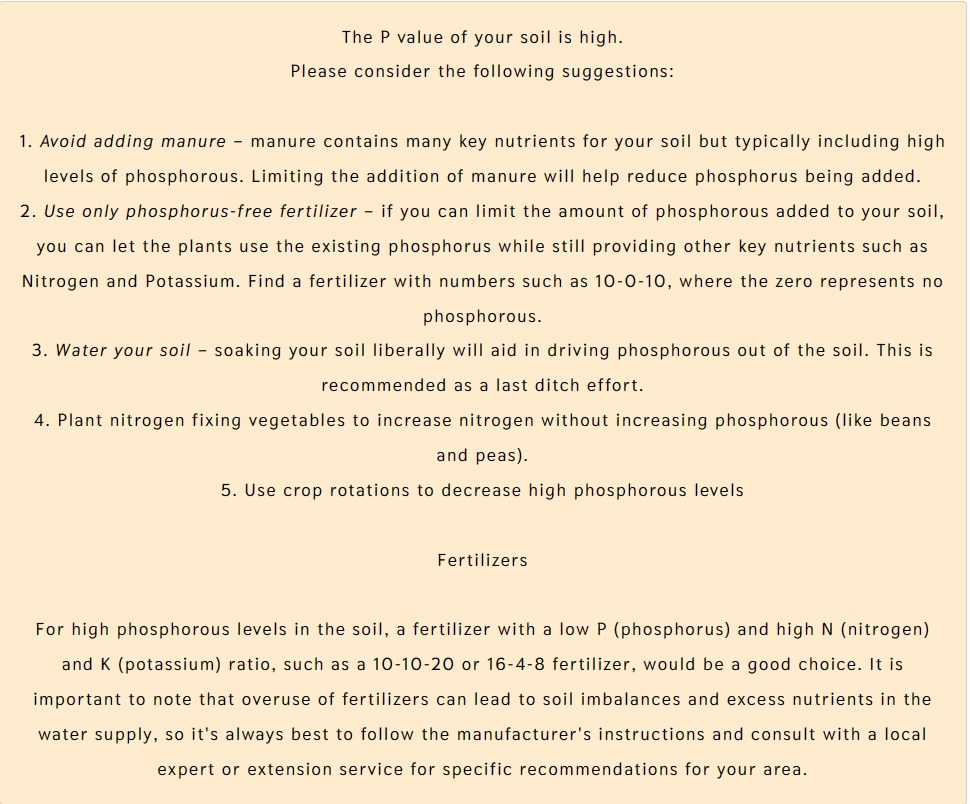 The P value of your soil is high.
Please consider the following suggestions:
1. Avoid adding manure – manure contains many key nutrients for your soil but typically including high
levels of phosphorous. Limiting the addition of manure will help reduce phosphorus being added.
2. Use only phosphorus-free fertilizer – if you can limit the amount of phosphorous added to your soil,
you can let the plants use the existing phosphorus while still providing other key nutrients such as
Nitrogen and Potassium. Find a fertilizer with numbers such as 10-0-10, where the zero represents no
phosphorous.
3. Water your soil – soaking your soil liberally will aid in driving phosphorous out of the soil. This is
recommended as a last ditch effort.
4. Plant nitrogen fixing vegetables to increase nitrogen without increasing phosphorous (like beans
and peas).
5. Use crop rotations to decrease high phosphorous levels
Fertilizers
For high phosphorous levels in the soil, a fertilizer with a low P (phosphorus) and high N (nitrogen)
and K (potassium) ratio, such as a 10-10-20 or 16-4-8 fertilizer, would be a good choice. It is
important to note that overuse of fertilizers can lead to soil imbalances and excess nutrients in the
water supply, so it's always best to follow the manufacturer's instructions and consult with a local
expert or extension service for specific recommendations for your area.